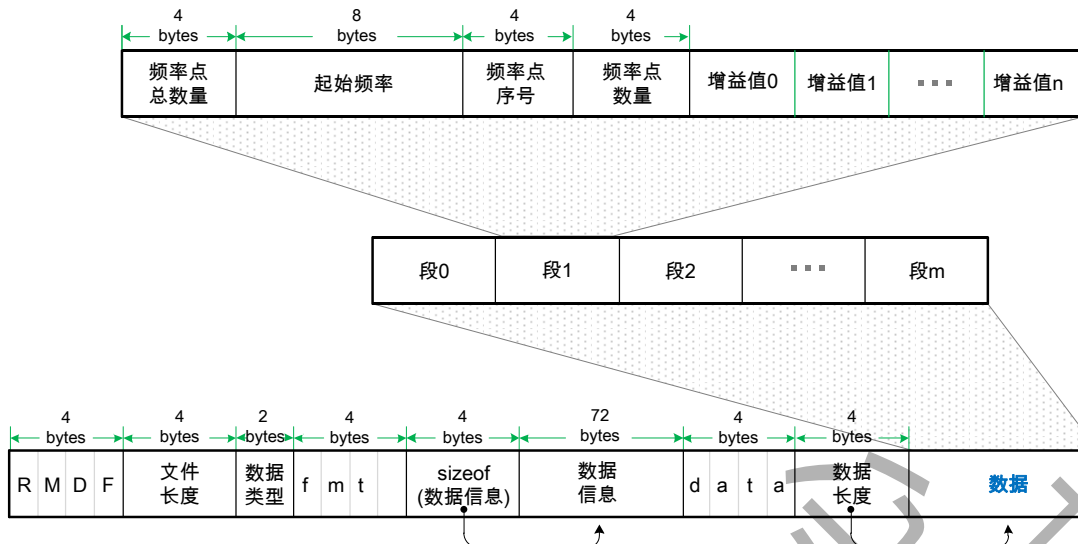 4 8 4 4
bytes bytes bytes bytes
频率点 频率点 频率点
总数量 起始频率 序号 数量 增益值0 增益值1 ▪▪▪ 增益值n
段0 段1 段2 ▪▪▪ 段m
4 4 2 4 4 72 4 4
bytes bytes bytes bytes bytes bytes bytes bytes
R M D F 文件 数据 f m t sizeof 数据 d a t a 数据 数据
长度 类型 (数据信息) 信息 长度